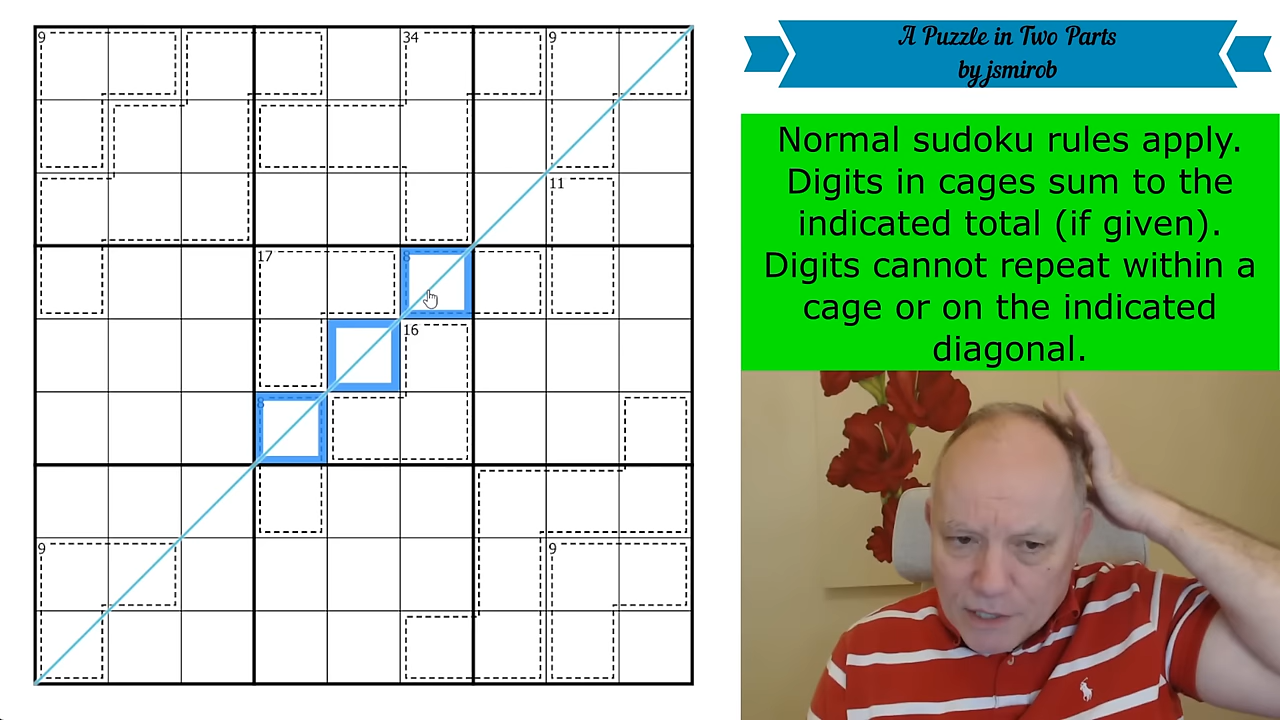 A Puzzle in Two Parts
by jsmirob
Normal sudoku rules apply.
Digits in cages sum to the
indicated total (if given).
Digits cannot repeat within a
cage or on the indicated
diagonal.
9 34 9
11
17 8
16
8
9 9